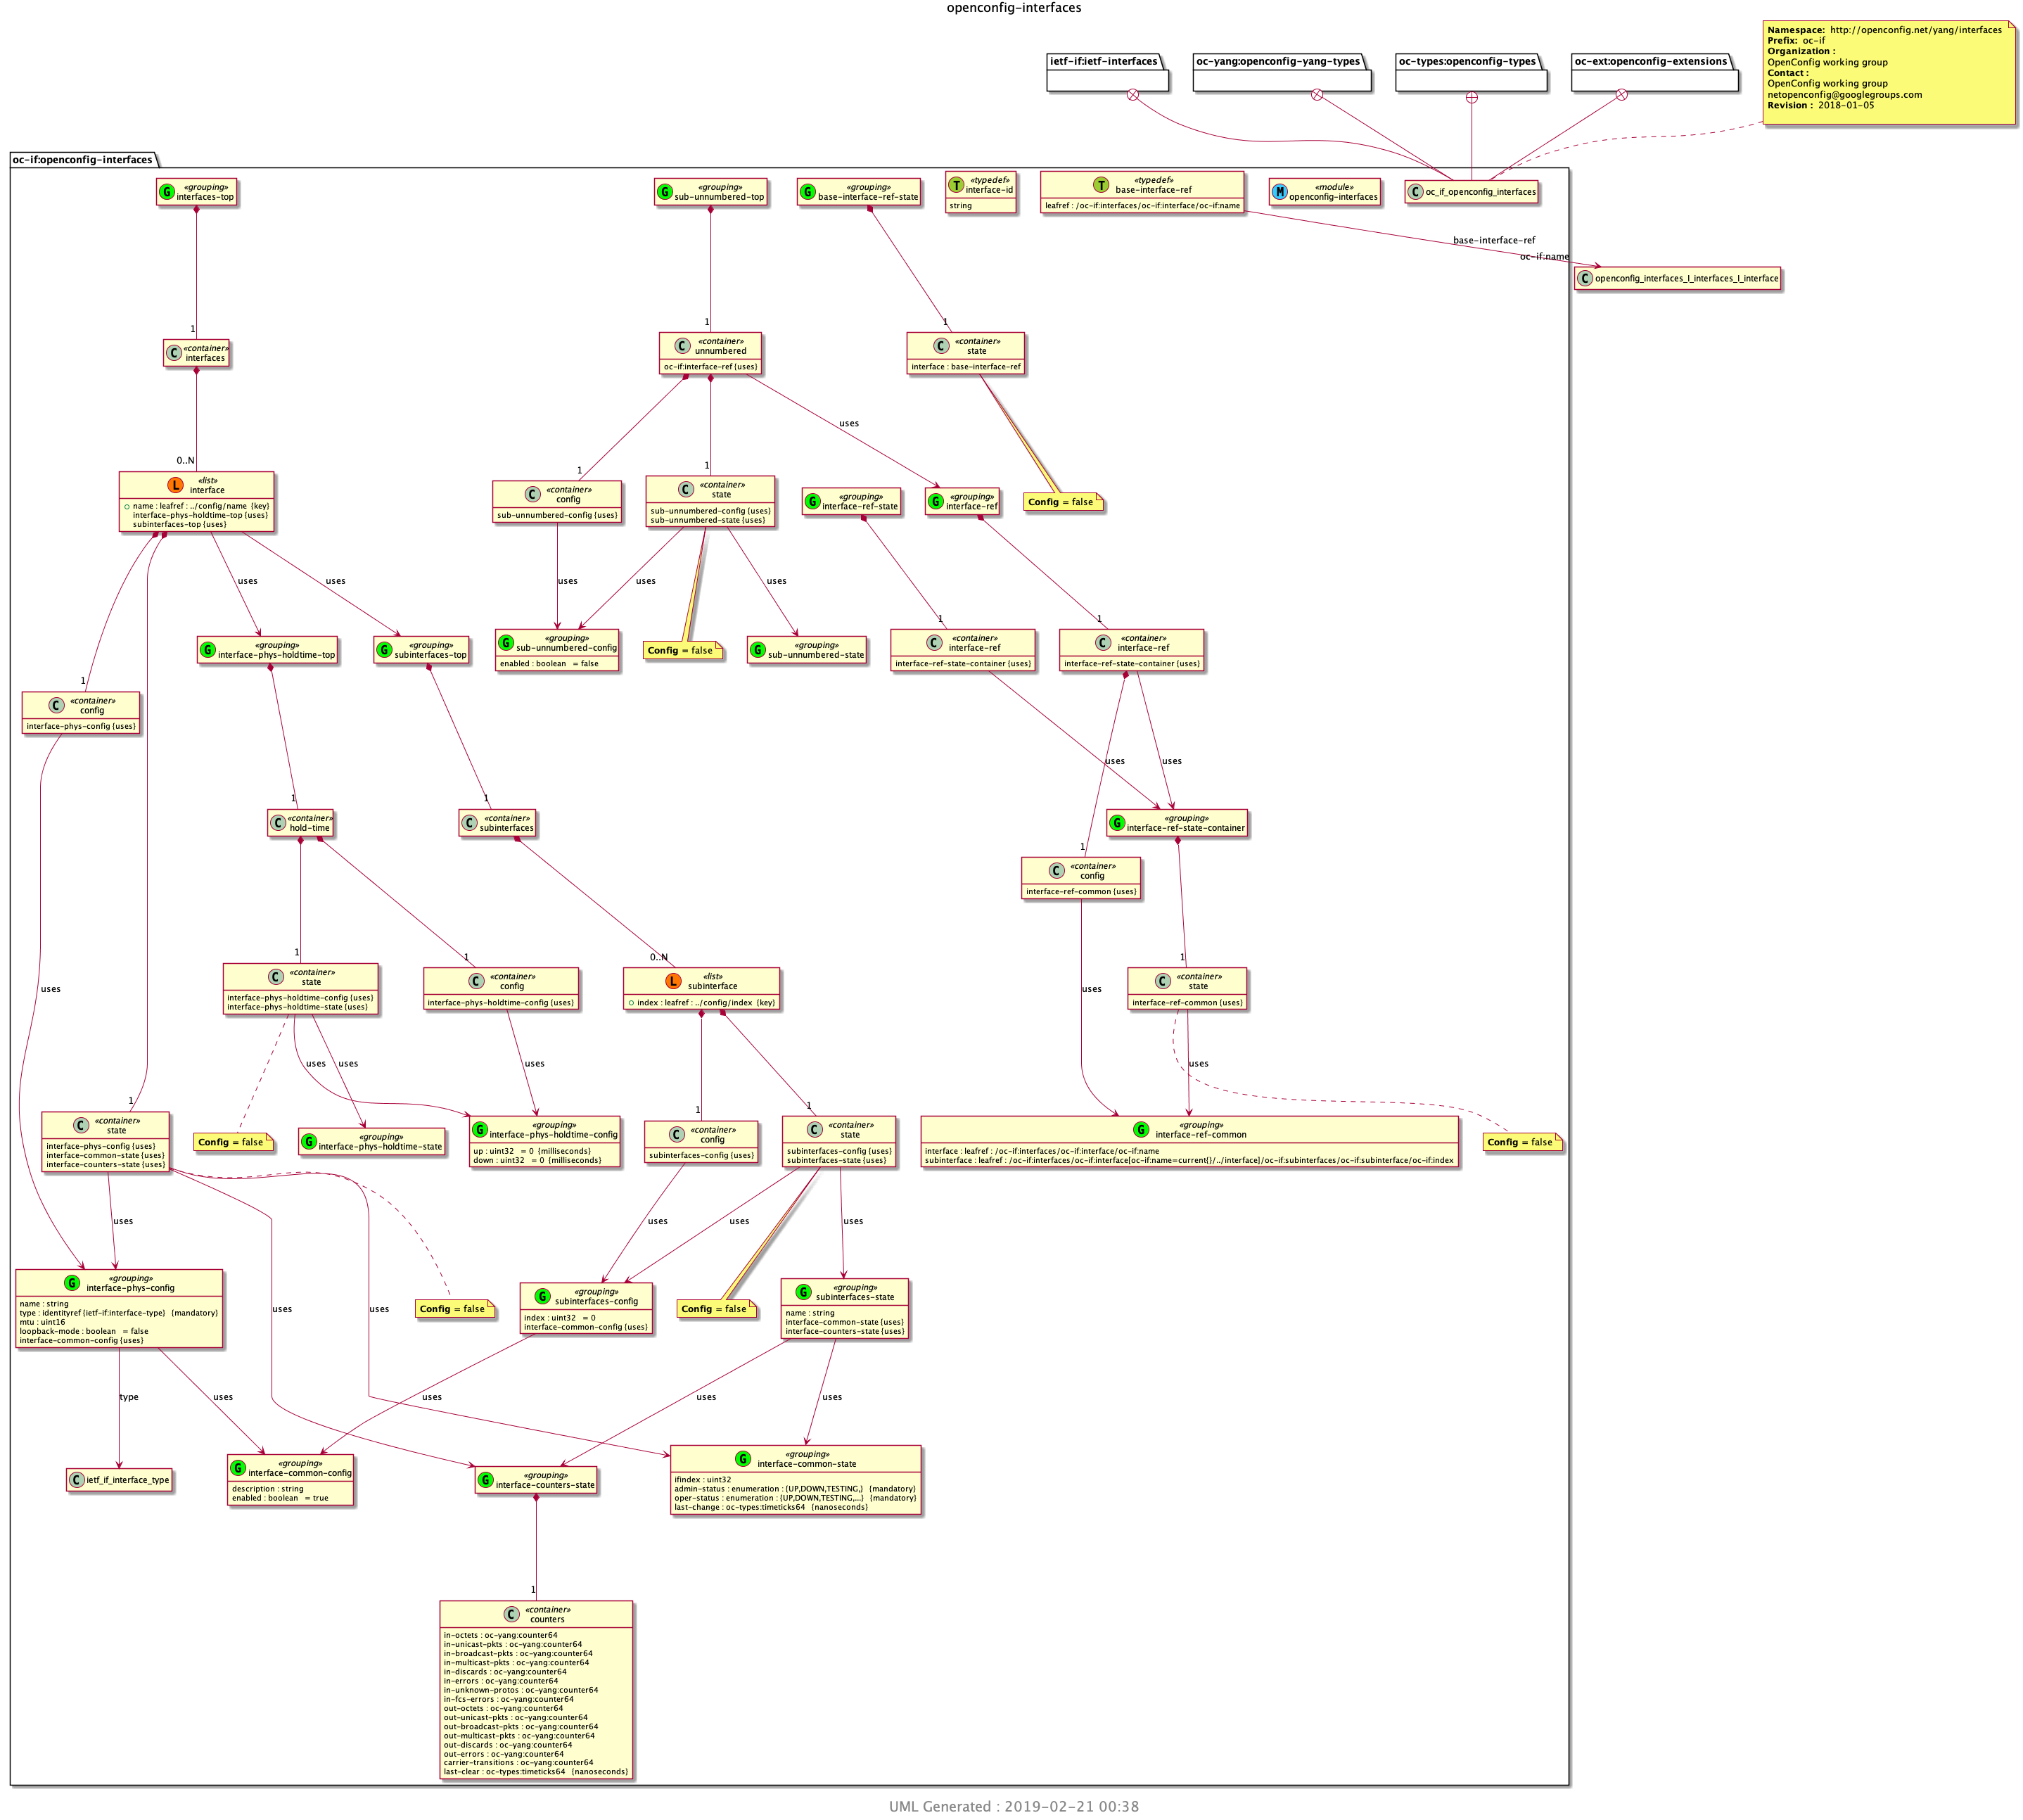 openconfig-interfaces
Namespace: http://openconfig.net/yang/interfaces
Prefix: oc-if
Organization :
OpenConfig working group
Contact :
OpenConfig working group
netopenconfig@googlegroups.com
Revision : 2018-01-05
ietf-if:ietf-interfaces
oc-yang:openconfig-yang-types
oc-types:openconfig-types
oc-ext:openconfig-extensions
oc-if:openconfig-interfaces
G «grouping»
interfaces-top
G «grouping»
sub-unnumbered-top
G «grouping»
base-interface-ref-state
T «typedef»
interface-id
string
T «typedef»
base-interface-ref
leafref : /oc-if:interfaces/oc-if:interface/oc-if:name
M «module»
openconfig-interfaces
C oc_if_openconfig_interfaces
base-interface-ref
oc-if:name
C openconfig_interfaces_I_interfaces_I_interface
1
C «container»
interfaces
1
C «container»
unnumbered
oc-if:interface-ref {uses}
1
C «container»
state
interface : base-interface-ref
uses
0..N
L «list»
interface
name : leafref : ../config/name {key}
interface-phys-holdtime-top {uses}
subinterfaces-top {uses}
1
C «container»
config
sub-unnumbered-config {uses}
1
C «container»
state
sub-unnumbered-config {uses}
sub-unnumbered-state {uses}
G «grouping»
interface-ref-state
G «grouping»
interface-ref
Config = false
uses
uses
uses
uses
uses
G «grouping»
interface-phys-holdtime-top
G «grouping»
subinterfaces-top
G «grouping»
sub-unnumbered-config
enabled : boolean = false
Config = false
G «grouping»
sub-unnumbered-state
1
C «container»
interface-ref
interface-ref-state-container {uses}
1
C «container»
interface-ref
interface-ref-state-container {uses}
1
C «container»
config
interface-phys-config {uses}
uses
uses
1
C «container»
hold-time
1
C «container»
subinterfaces
G «grouping»
interface-ref-state-container
1
C «container»
config
interface-ref-common {uses}
uses
1
C «container»
state
interface-phys-holdtime-config {uses}
interface-phys-holdtime-state {uses}
1
C «container»
config
interface-phys-holdtime-config {uses}
0..N
L «list»
subinterface
index : leafref : ../config/index {key}
uses
1
C «container»
state
interface-ref-common {uses}
uses
uses
uses
uses
1
C «container»
state
interface-phys-config {uses}
interface-common-state {uses}
interface-counters-state {uses}
Config = false
G «grouping»
interface-phys-holdtime-state
G «grouping»
interface-phys-holdtime-config
up : uint32 = 0 {milliseconds}
down : uint32 = 0 {milliseconds}
1
C «container»
config
subinterfaces-config {uses}
1
C «container»
state
subinterfaces-config {uses}
subinterfaces-state {uses}
G «grouping»
interface-ref-common
interface : leafref : /oc-if:interfaces/oc-if:interface/oc-if:name
subinterface : leafref : /oc-if:interfaces/oc-if:interface[oc-if:name=current()/../interface]/oc-if:subinterfaces/oc-if:subinterface/oc-if:index
Config = false
uses
uses
uses
uses
G «grouping»
interface-phys-config
name : string
type : identityref {ietf-if:interface-type} {mandatory}
mtu : uint16
loopback-mode : boolean = false
interface-common-config {uses}
uses
uses
Config = false
G «grouping»
subinterfaces-config
index : uint32 = 0
interface-common-config {uses}
Config = false
G «grouping»
subinterfaces-state
name : string
interface-common-state {uses}
interface-counters-state {uses}
type
uses
uses
uses
uses
C ietf_if_interface_type
G «grouping»
interface-common-config
description : string
enabled : boolean = true
G «grouping»
interface-counters-state
G «grouping»
interface-common-state
ifindex : uint32
admin-status : enumeration : {UP,DOWN,TESTING,} {mandatory}
oper-status : enumeration : {UP,DOWN,TESTING,...} {mandatory}
last-change : oc-types:timeticks64 {nanoseconds}
1
C «container»
counters
in-octets : oc-yang:counter64
in-unicast-pkts : oc-yang:counter64
in-broadcast-pkts : oc-yang:counter64
in-multicast-pkts : oc-yang:counter64
in-discards : oc-yang:counter64
in-errors : oc-yang:counter64
in-unknown-protos : oc-yang:counter64
in-fcs-errors : oc-yang:counter64
out-octets : oc-yang:counter64
out-unicast-pkts : oc-yang:counter64
out-broadcast-pkts : oc-yang:counter64
out-multicast-pkts : oc-yang:counter64
out-discards : oc-yang:counter64
out-errors : oc-yang:counter64
carrier-transitions : oc-yang:counter64
last-clear : oc-types:timeticks64 {nanoseconds}
UML Generated : 2019-02-21 00:38